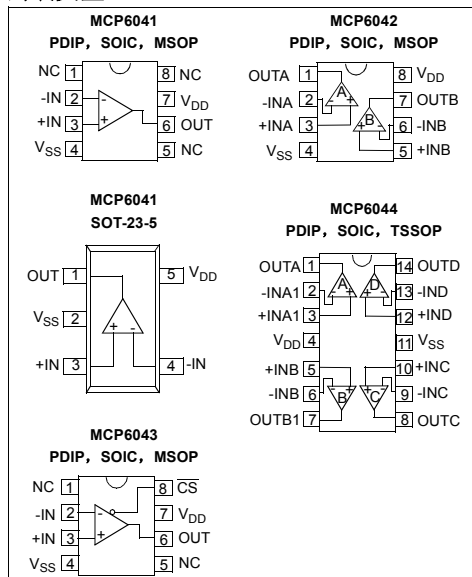 MCP6041
PDIP，SOIC，MSOP
NC 1
8 NC
-IN 2
7 VDD
+IN 3
6 OUT
VSS 4
5 NC
- +
MCP6042
PDIP，SOIC，MSOP
OUTA 1
8 VDD
-INA 2
7 OUTB
+INA 3
6 -INB
VSS 4
5 +INB
A
- +
B
+ -
MCP6041
SOT-23-5
OUT 1
5 VDD
VSS 2
+IN 3
4 -IN
+ -
MCP6044
PDIP，SOIC，TSSOP
OUTA 1
14 OUTD
-INA1 2
13 -IND
+INA1 3
12 +IND
VDD 4
11 VSS
+INB 5
10 +INC
-INB 6
9 -INC
OUTB1 7
8 OUTC
A D
- + + -
B C
MCP6043
PDIP，SOIC，MSOP
NC 1
8 C̅S̅
-IN 2
7 VDD
+IN 3
6 OUT
VSS 4
5 NC
- +